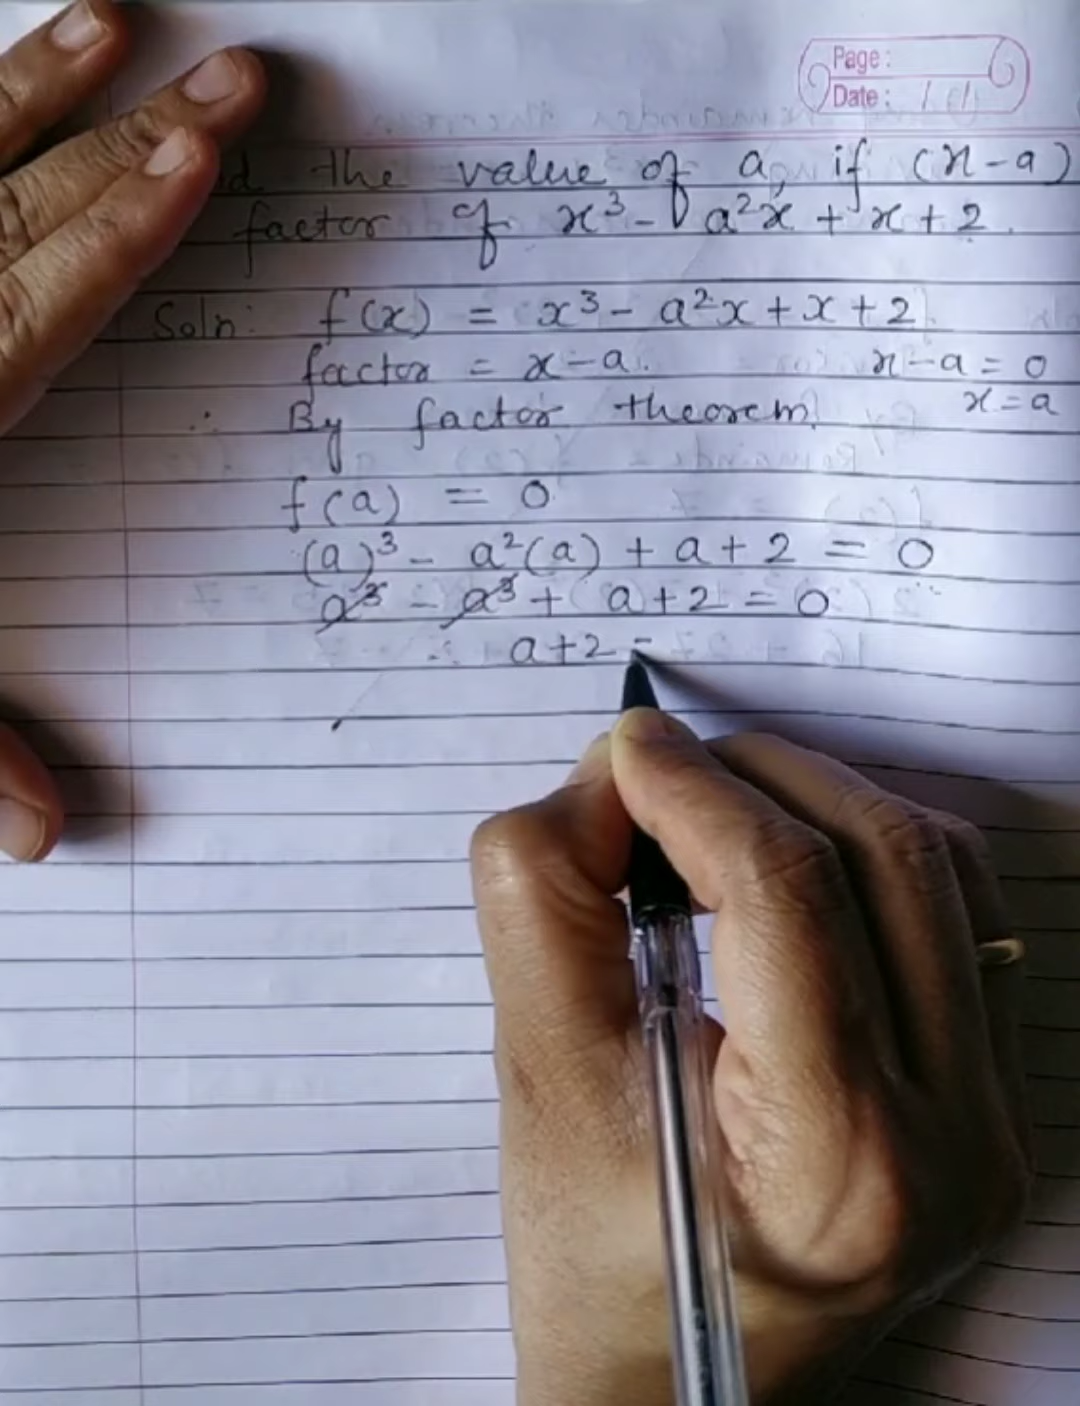 Page :
Date :
the value of a, if (x-a)
factor of x³ - a²x + x + 2.
Soln: f(x) = x³ - a²x + x + 2.
factor = x-a. x-a = 0
∴ By factor theorem, x = a
f(a) = 0
(a)³ - a²(a) + a + 2 = 0
a³ - a³ + a + 2 = 0
∴ a+2 =